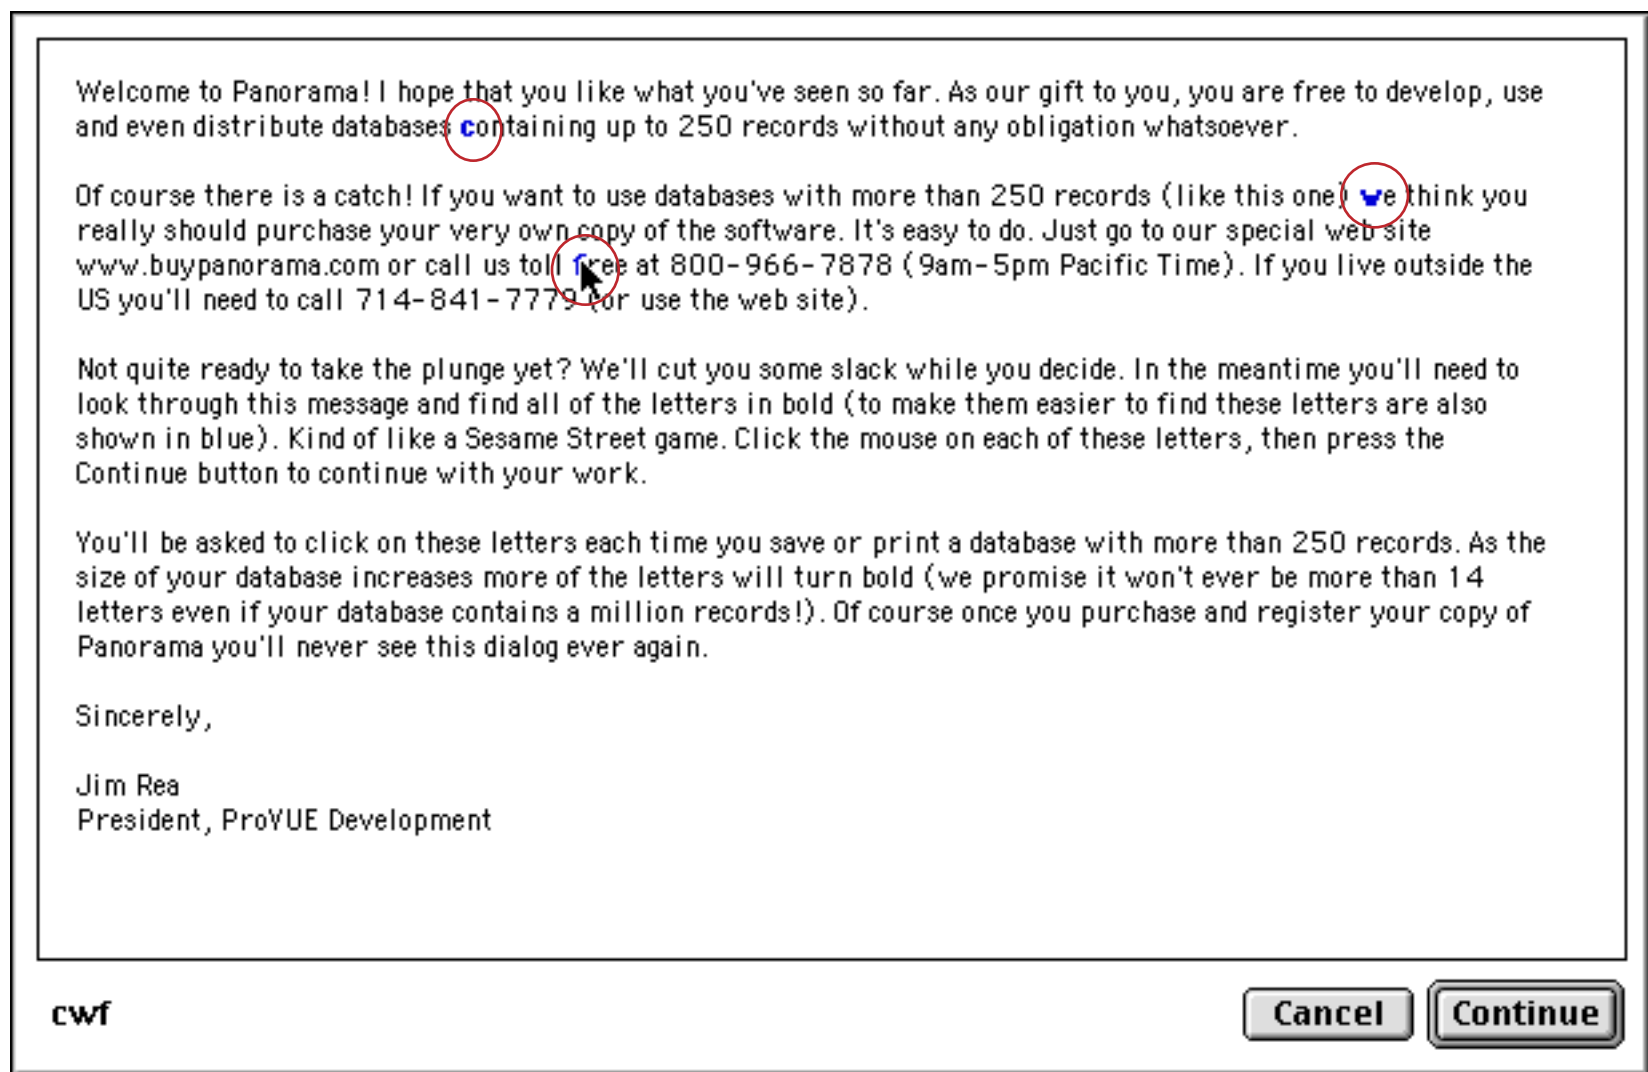 Welcome to Panorama! I hope that you like what you've seen so far. As our gift to you, you are free to develop, use
and even distribute databases containing up to 250 records without any obligation whatsoever.
Of course there is a catch! If you want to use databases with more than 250 records (like this one) we think you
really should purchase your very own copy of the software. It's easy to do. Just go to our special web site
www.buypanorama.com or call us toll free at 800-966-7878 (9am-5pm Pacific Time). If you live outside the
US you'll need to call 714-841-7779 (or use the web site).
Not quite ready to take the plunge yet? We'll cut you some slack while you decide. In the meantime you'll need to
look through this message and find all of the letters in bold (to make them easier to find these letters are also
shown in blue). Kind of like a Sesame Street game. Click the mouse on each of these letters, then press the
Continue button to continue with your work.
You'll be asked to click on these letters each time you save or print a database with more than 250 records. As the
size of your database increases more of the letters will turn bold (we promise it won't ever be more than 14
letters even if your database contains a million records!). Of course once you purchase and register your copy of
Panorama you'll never see this dialog ever again.
Sincerely,
Jim Rea
President, ProVUE Development
cwf
Cancel
Continue